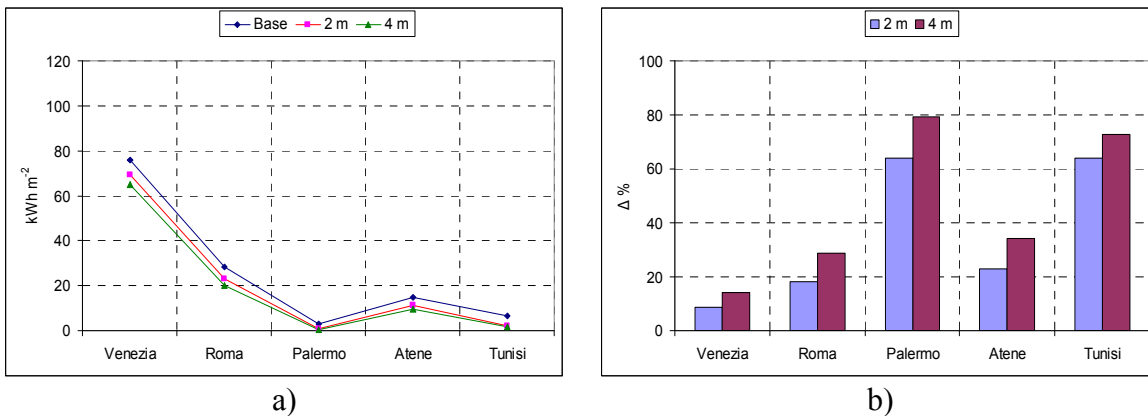 Base 2 m 4 m
120
100
80
60
40
20
0
kWh m⁻²
Venezia Roma Palermo Atene Tunisi
a)
2 m 4 m
100
80
60
40
20
0
Δ %
Venezia Roma Palermo Atene Tunisi
b)